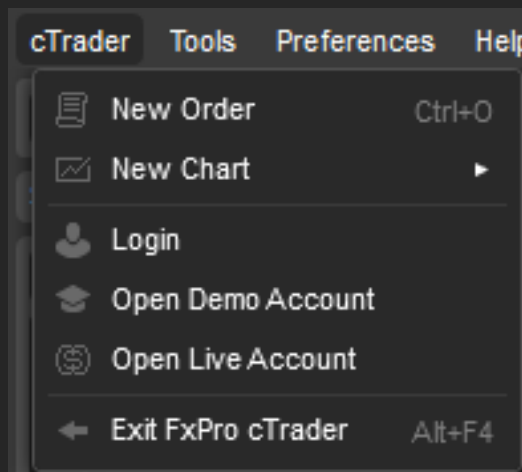 cTrader Tools Preferences Help
New Order Ctrl+O
New Chart
Login
Open Demo Account
Open Live Account
Exit FxPro cTrader Alt+F4